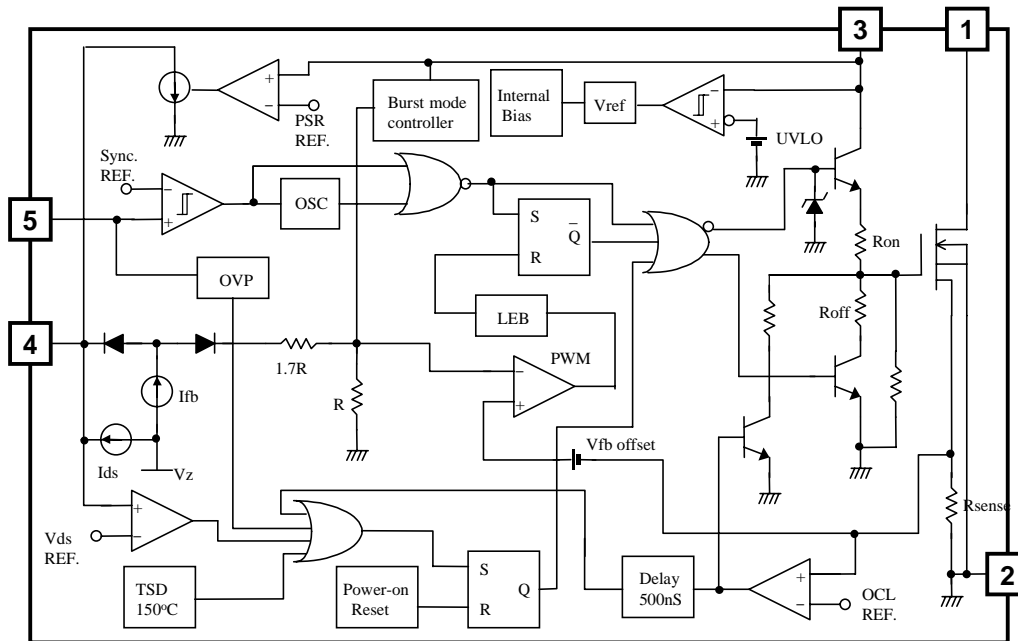 3
1
+
−
PSR
REF.
Burst mode
controller
Internal
Bias
Vref
−
+
UVLO
Sync.
REF.
−
+
OSC
5
S
Q
R
Ron
OVP
LEB
Roff
4
1.7R
PWM
−
+
Ifb
R
Vfb offset
Ids
Vz
Rsense
+
−
Vds
REF.
2
TSD
150oC
Power-on
Reset
S
Q
R
Delay
500nS
+
−
OCL
REF.